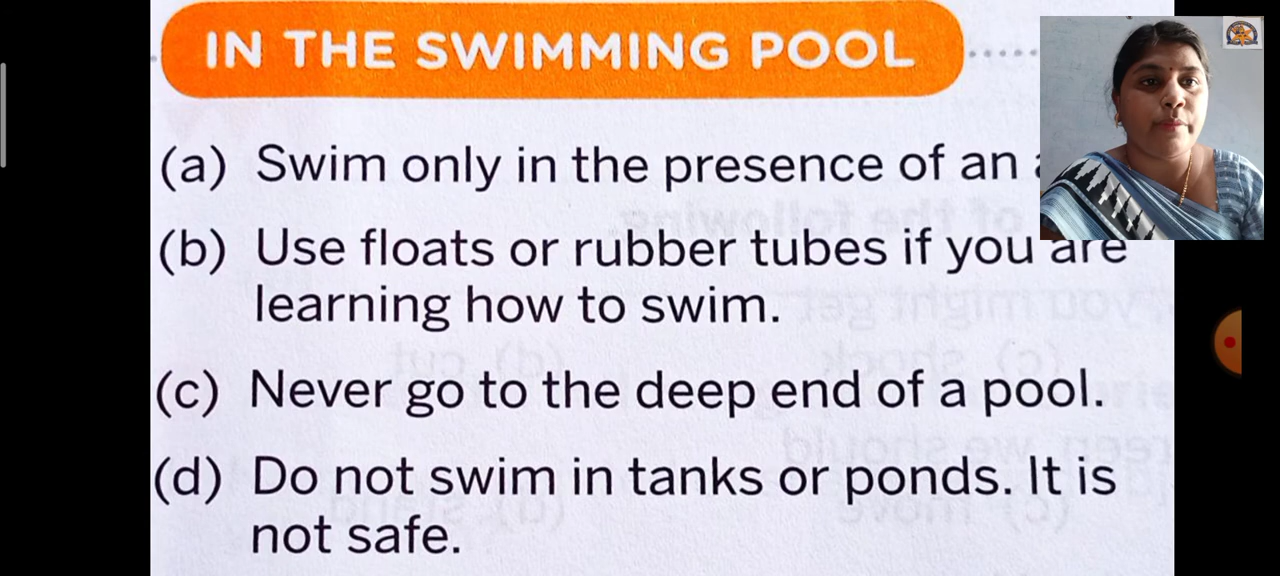 IN THE SWIMMING POOL
(a) Swim only in the presence of an
(b) Use floats or rubber tubes if you are
learning how to swim.
(c) Never go to the deep end of a pool.
(d) Do not swim in tanks or ponds. It is
not safe.